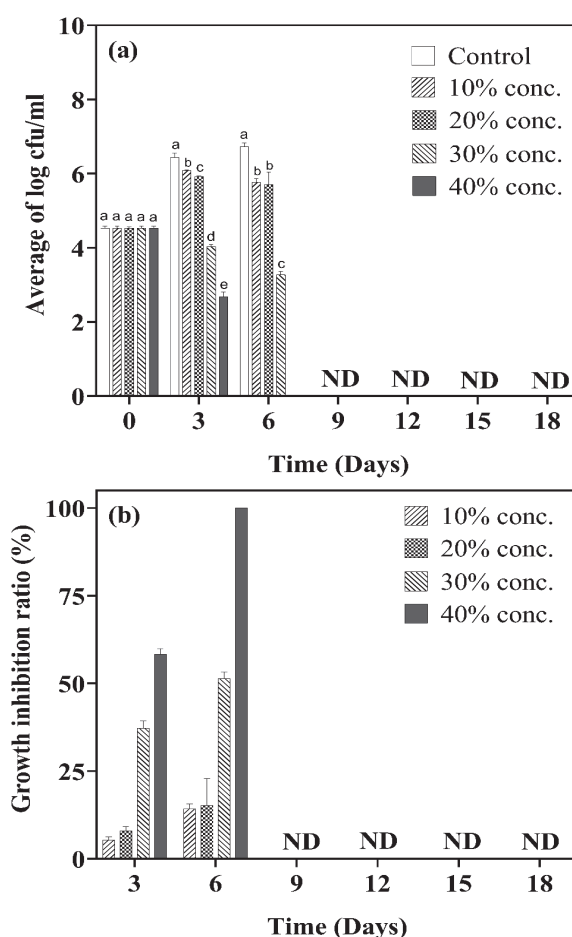 (a)
Control
10% conc.
20% conc.
30% conc.
40% conc.
Average of log cfu/ml
10
8
6
4
2
0
a a a a a
a b c d e
a b b c
ND ND ND ND
0 3 6 9 12 15 18
Time (Days)
(b)
10% conc.
20% conc.
30% conc.
40% conc.
Growth inhibition ratio (%)
100
75
50
25
0
ND ND ND ND
3 6 9 12 15 18
Time (Days)